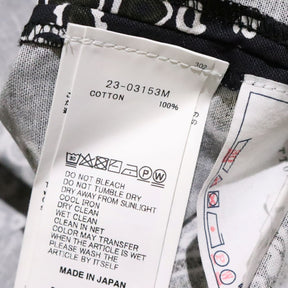 302
23-03153M
COTTON 100%
DO NOT BLEACH
DO NOT TUMBLE DRY
DRY AWAY FROM SUNLIGHT
COOL IRON
DRY CLEAN
WET CLEAN
CLEAN IN NET
COLOR MAY TRANSFER
WHEN THE ARTICLE IS WET
PLEASE WASH THE
ARTICLE BY ITSELF
MADE IN JAPAN